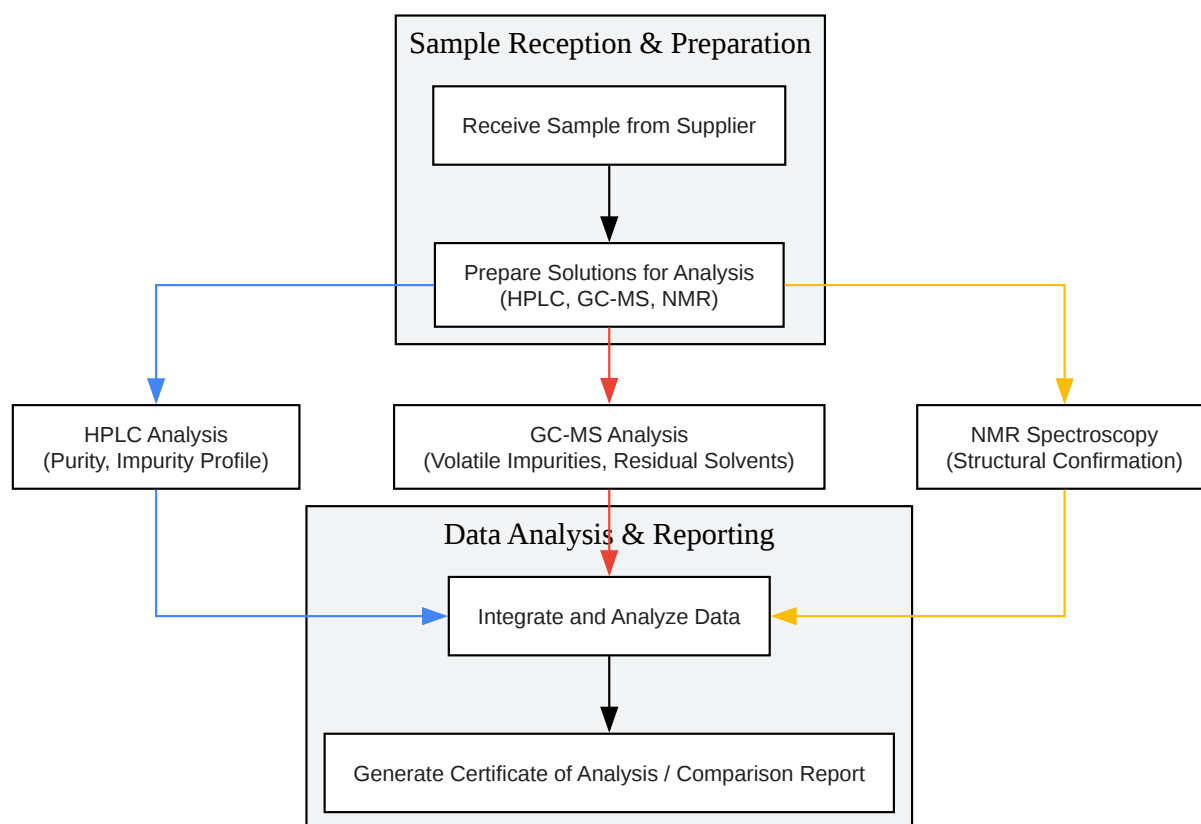 Sample Reception & Preparation
Receive Sample from Supplier
Prepare Solutions for Analysis
(HPLC, GC-MS, NMR)
HPLC Analysis
(Purity, Impurity Profile)
GC-MS Analysis
(Volatile Impurities, Residual Solvents)
NMR Spectroscopy
(Structural Confirmation)
Data Analysis & Reporting
Integrate and Analyze Data
Generate Certificate of Analysis / Comparison Report